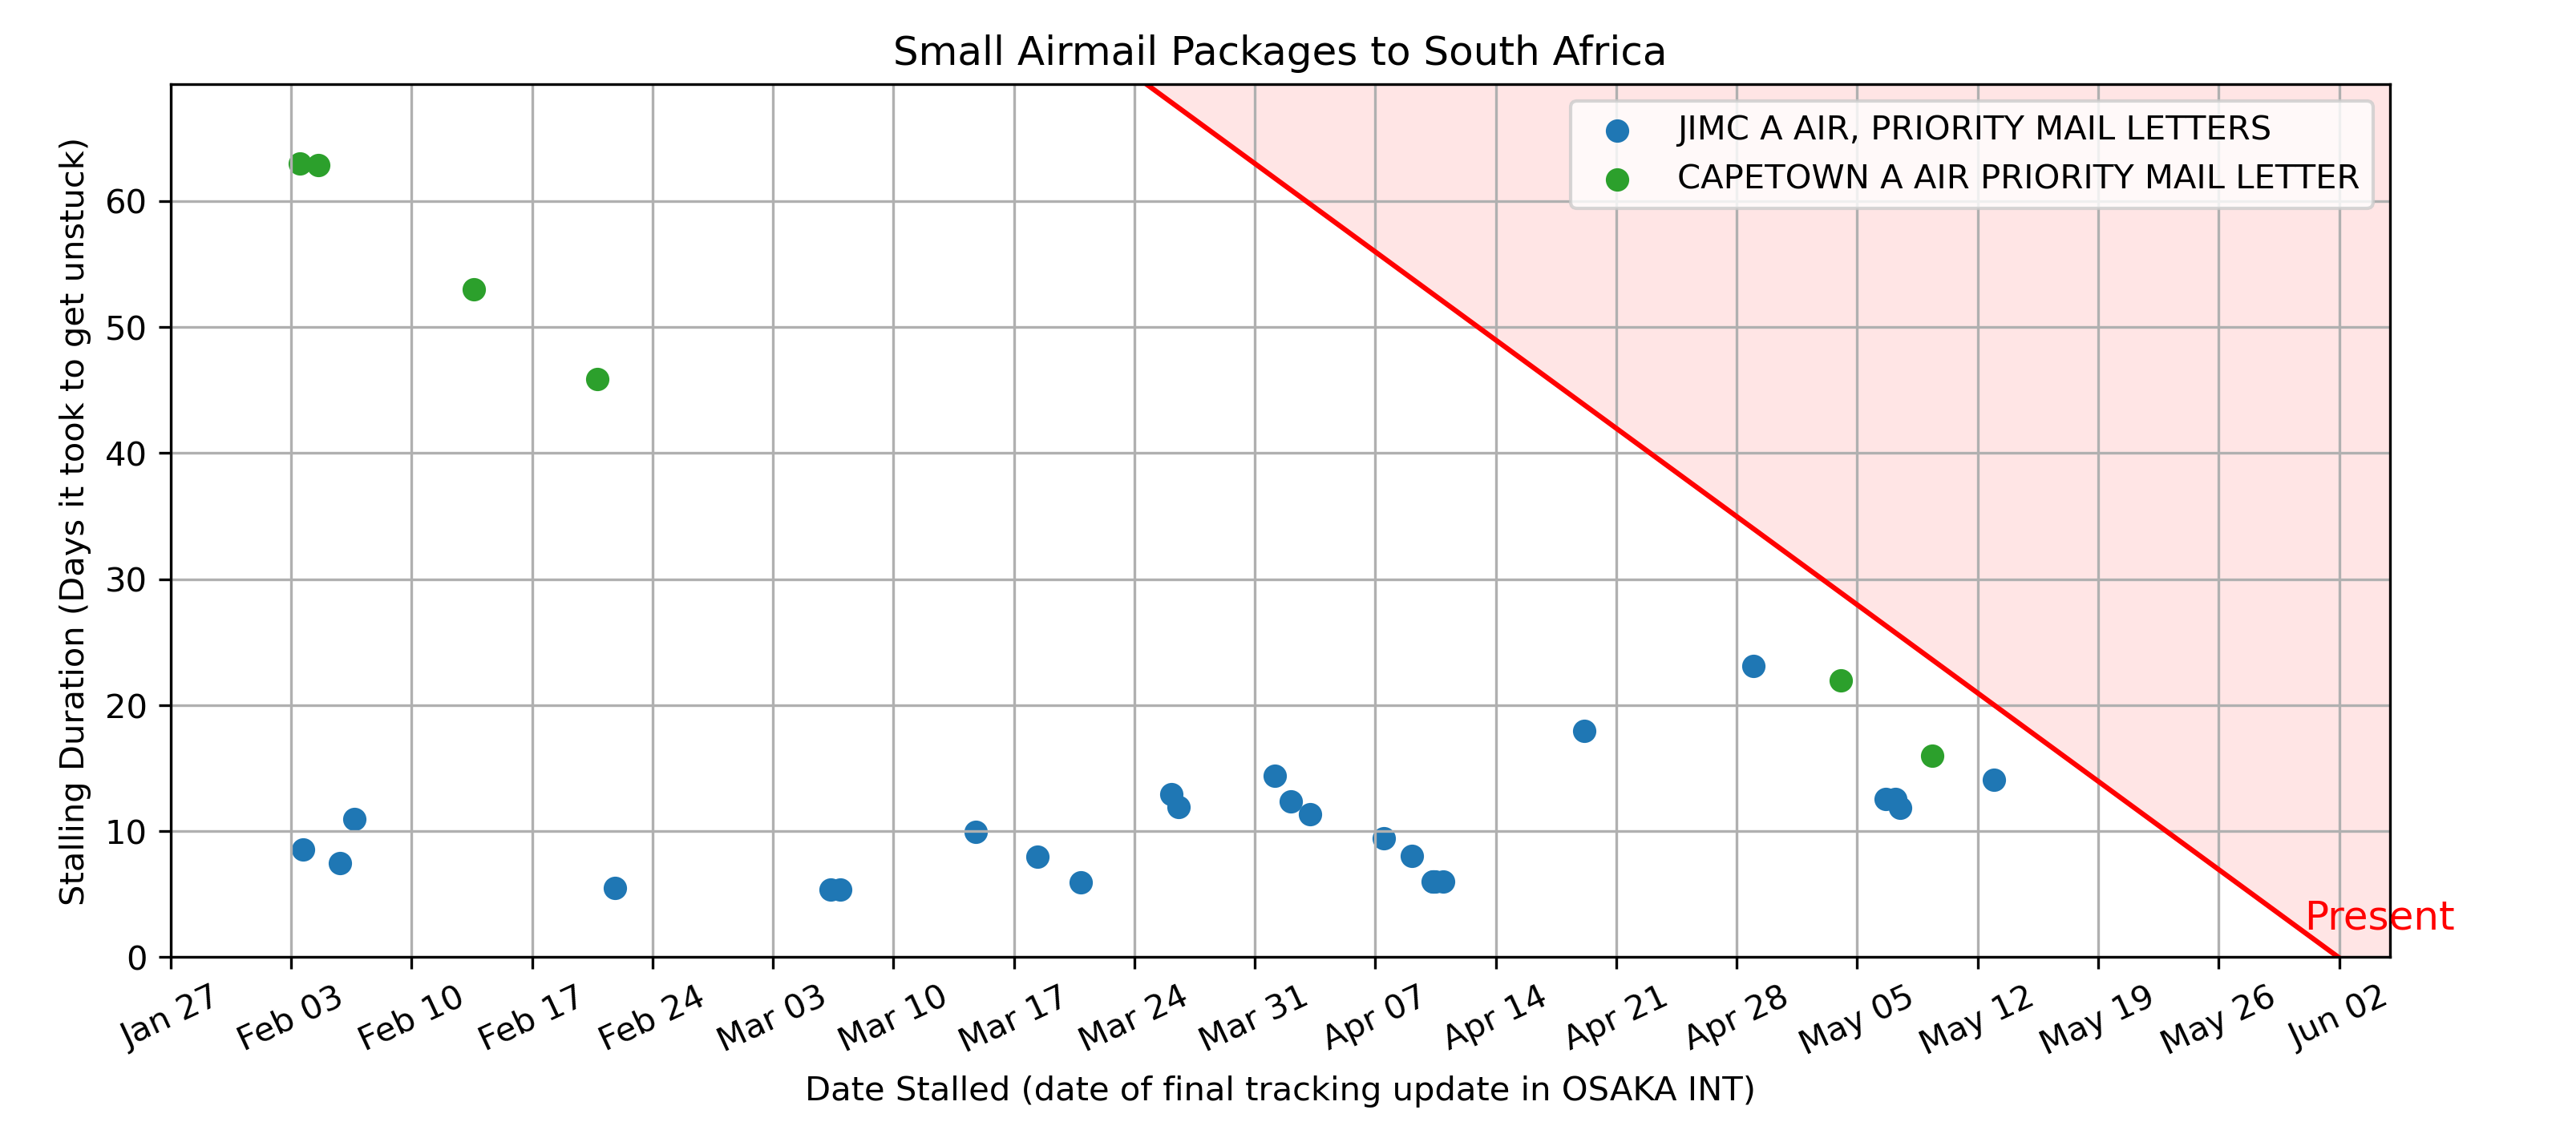 Small Airmail Packages to South Africa
JIMC A AIR, PRIORITY MAIL LETTERS
CAPETOWN A AIR PRIORITY MAIL LETTER
Stalling Duration (Days it took to get unstuck)
60
50
40
30
20
10
0
Present
Jan 27
Feb 03
Feb 10
Feb 17
Feb 24
Mar 03
Mar 10
Mar 17
Mar 24
Mar 31
Apr 07
Apr 14
Apr 21
Apr 28
May 05
May 12
May 19
May 26
Jun 02
Date Stalled (date of final tracking update in OSAKA INT)